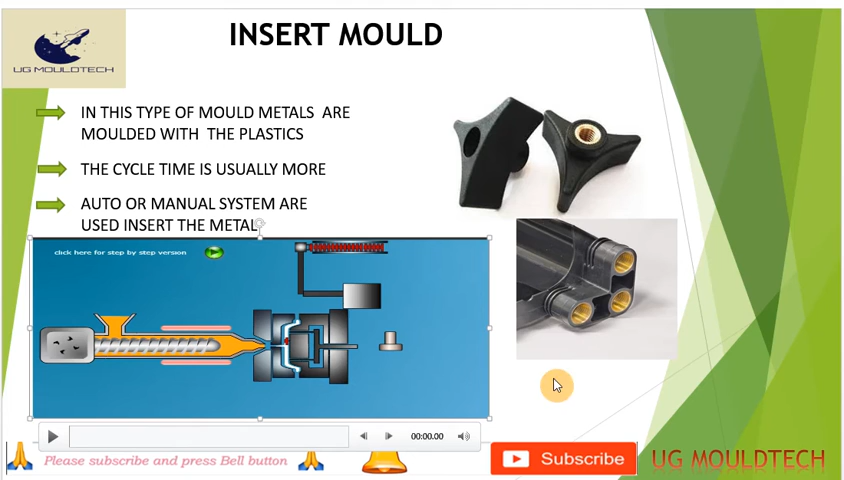 INSERT MOULD
UG MOULDTECH
IN THIS TYPE OF MOULD METALS ARE
MOULDED WITH THE PLASTICS
THE CYCLE TIME IS USUALLY MORE
AUTO OR MANUAL SYSTEM ARE
USED INSERT THE METAL
click here for step by step version
00:00.00
Please subscribe and press Bell button
Subscribe
UG MOULDTECH